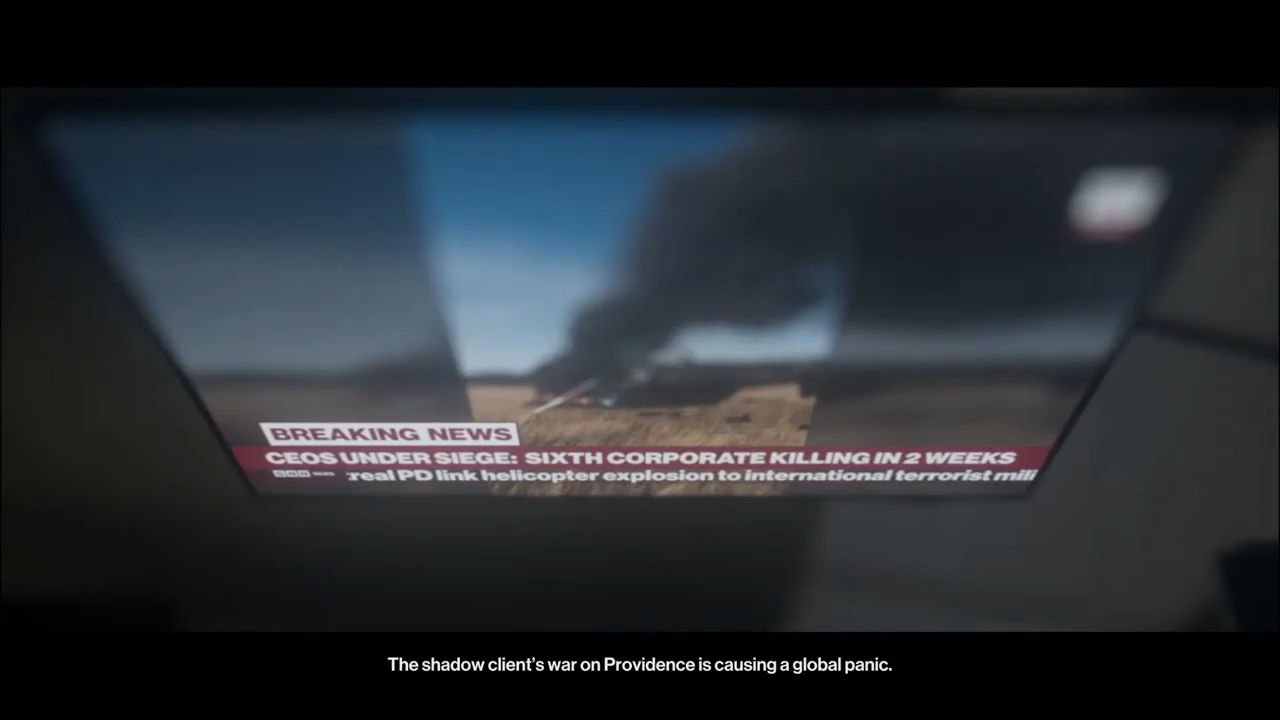 BREAKING NEWS
CEOS UNDER SIEGE: SIXTH CORPORATE KILLING IN 2 WEEKS
real PD link helicopter explosion to international terrorist mili
The shadow client's war on Providence is causing a global panic.